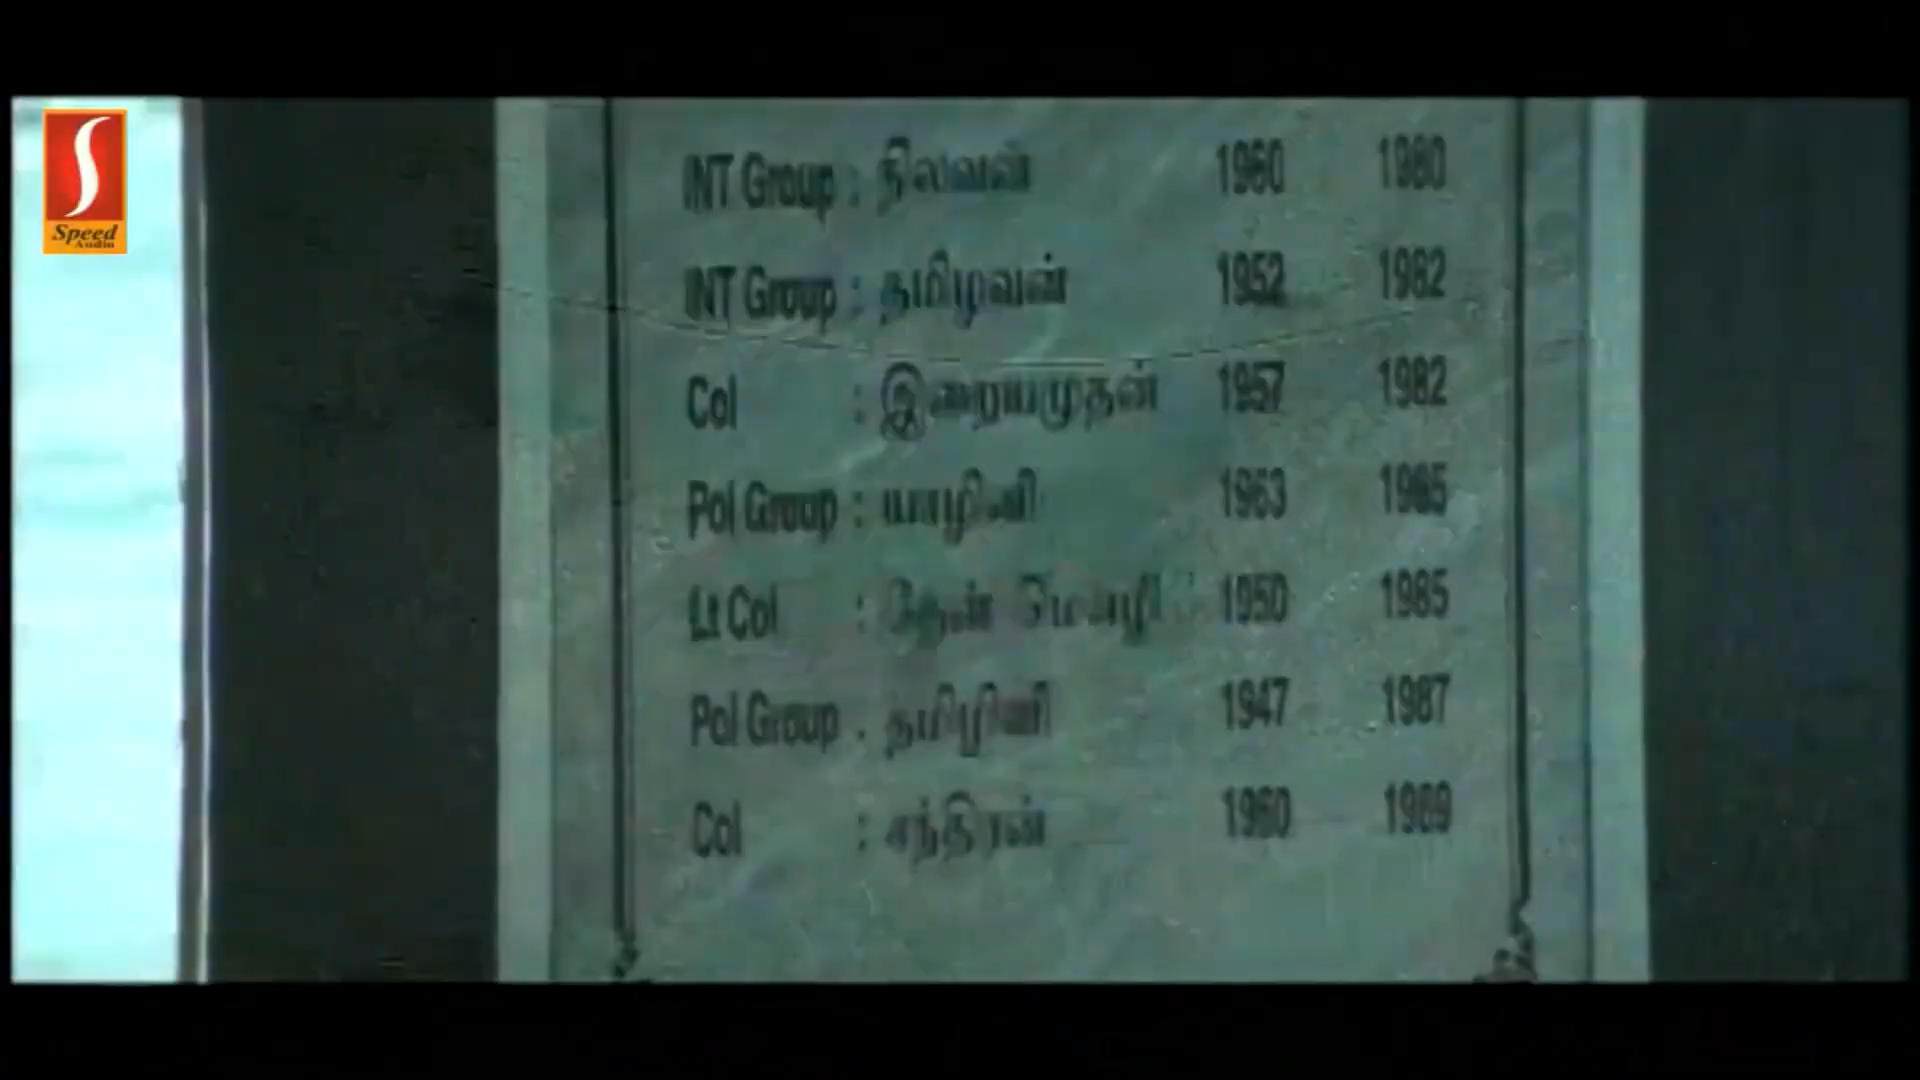 S
Speed
Audio
INT Group : நிலவன் 1960 1980
INT Group : தமிழவன் 1952 1982
Col : இறையமுதன் 1957 1982
Pol Group : யாழினி 1963 1985
Lt Col : தேன் மொழி 1950 1985
Pol Group : தமிழினி 1947 1987
Col : சந்திரன் 1960 1989